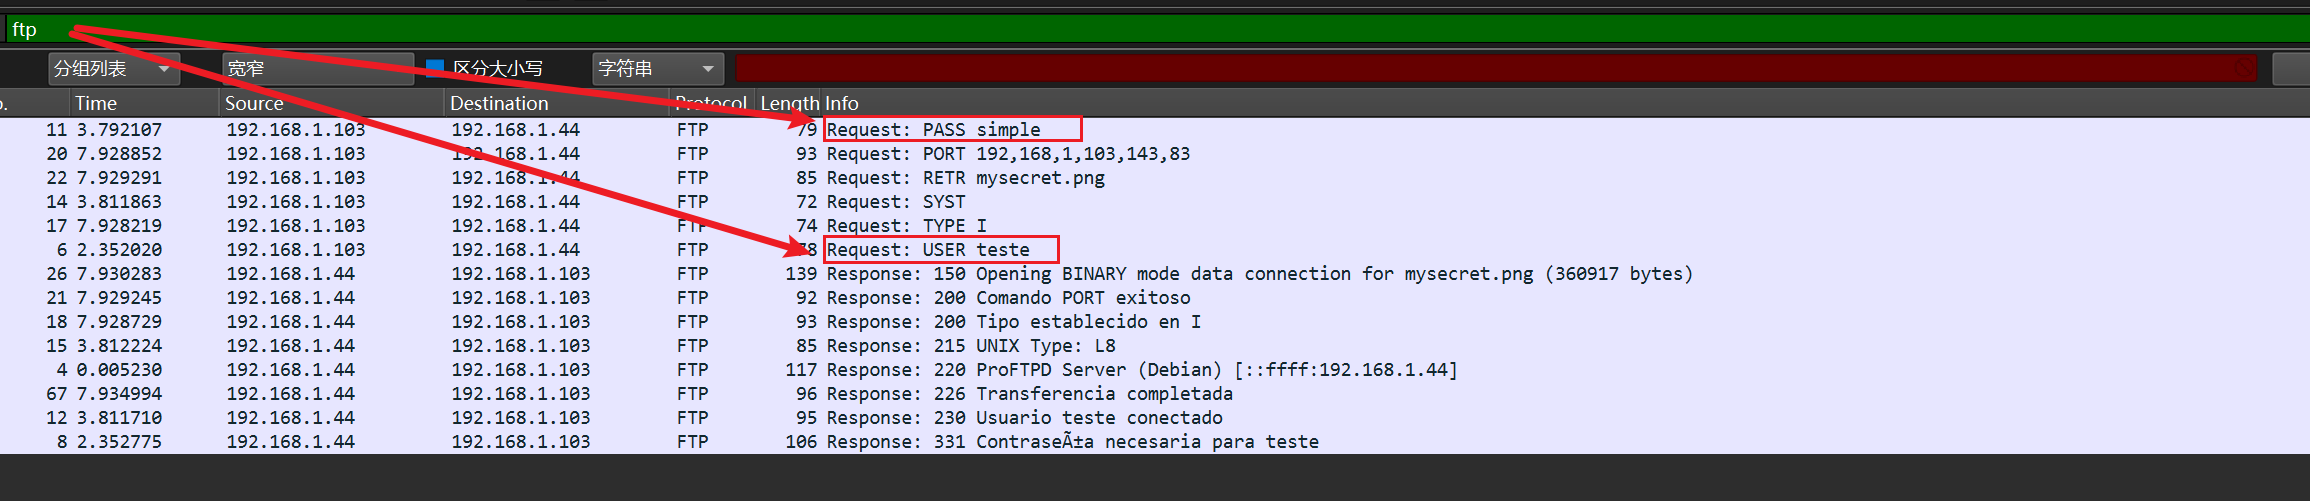 ftp
分组列表 宽窄 区分大小写 字符串
Time Source Destination Protocol Length Info
11 3.792107 192.168.1.103 192.168.1.44 FTP 79 Request: PASS simple
20 7.928852 192.168.1.103 192.168.1.44 FTP 93 Request: PORT 192,168,1,103,143,83
22 7.929291 192.168.1.103 192.168.1.44 FTP 85 Request: RETR mysecret.png
14 3.811863 192.168.1.103 192.168.1.44 FTP 72 Request: SYST
17 7.928219 192.168.1.103 192.168.1.44 FTP 74 Request: TYPE I
6 2.352020 192.168.1.103 192.168.1.44 FTP 78 Request: USER teste
26 7.930283 192.168.1.44 192.168.1.103 FTP 139 Response: 150 Opening BINARY mode data connection for mysecret.png (360917 bytes)
21 7.929245 192.168.1.44 192.168.1.103 FTP 92 Response: 200 Comando PORT exitoso
18 7.928729 192.168.1.44 192.168.1.103 FTP 93 Response: 200 Tipo establecido en I
15 3.812224 192.168.1.44 192.168.1.103 FTP 85 Response: 215 UNIX Type: L8
4 0.005230 192.168.1.44 192.168.1.103 FTP 117 Response: 220 ProFTPD Server (Debian) [::ffff:192.168.1.44]
67 7.934994 192.168.1.44 192.168.1.103 FTP 96 Response: 226 Transferencia completada
12 3.811710 192.168.1.44 192.168.1.103 FTP 95 Response: 230 Usuario teste conectado
8 2.352775 192.168.1.44 192.168.1.103 FTP 106 Response: 331 ContraseÃ±a necesaria para teste